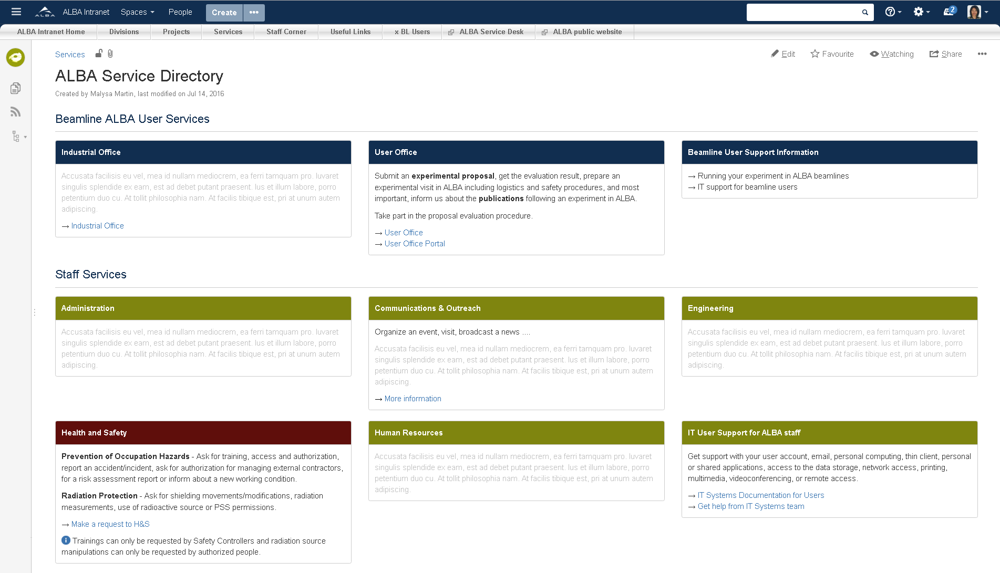 ALBA
ALBA Intranet
Spaces
People
Create
•••
2
ALBA Intranet Home
Divisions
Projects
Services
Staff Corner
Useful Links
x BL Users
ALBA Service Desk
ALBA public website
Services
Edit
Favourite
Watching
Share
•••
ALBA Service Directory
Created by Malysa Martin, last modified on Jul 14, 2016
Beamline ALBA User Services
Industrial Office
Accusata facilisis eu vel, mea id nullam mediocrem, ea ferri tamquam pro. Iuvaret
singulis splendide ex eam, est ad debet putant praesent. Ius et illum labore, porro
petentium duo cu. At tollit philosophia nam. At facilis tibique est, pri at unum autem
adipiscing.
→ Industrial Office
User Office
Submit an experimental proposal, get the evaluation result, prepare an
experimental visit in ALBA including logistics and safety procedures, and most
important, inform us about the publications following an experiment in ALBA.
Take part in the proposal evaluation procedure.
→ User Office
→ User Office Portal
Beamline User Support Information
→ Running your experiment in ALBA beamlines
→ IT support for beamline users
Staff Services
Administration
Accusata facilisis eu vel, mea id nullam mediocrem, ea ferri tamquam pro. Iuvaret
singulis splendide ex eam, est ad debet putant praesent. Ius et illum labore, porro
petentium duo cu. At tollit philosophia nam. At facilis tibique est, pri at unum autem
adipiscing.
Communications & Outreach
Organize an event, visit, broadcast a news ....
Accusata facilisis eu vel, mea id nullam mediocrem, ea ferri tamquam pro. Iuvaret
singulis splendide ex eam, est ad debet putant praesent. Ius et illum labore, porro
petentium duo cu. At tollit philosophia nam. At facilis tibique est, pri at unum autem
adipiscing.
→ More information
Engineering
Accusata facilisis eu vel, mea id nullam mediocrem, ea ferri tamquam pro. Iuvaret
singulis splendide ex eam, est ad debet putant praesent. Ius et illum labore, porro
petentium duo cu. At tollit philosophia nam. At facilis tibique est, pri at unum autem
adipiscing.
Health and Safety
Prevention of Occupation Hazards - Ask for training, access and authorization,
report an accident/incident, ask for authorization for managing external contractors,
for a risk assessment report or inform about a new working condition.
Radiation Protection - Ask for shielding movements/modifications, radiation
measurements, use of radioactive source or PSS permissions.
→ Make a request to H&S
Trainings can only be requested by Safety Controllers and radiation source
manipulations can only be requested by authorized people.
Human Resources
Accusata facilisis eu vel, mea id nullam mediocrem, ea ferri tamquam pro. Iuvaret
singulis splendide ex eam, est ad debet putant praesent. Ius et illum labore, porro
petentium duo cu. At tollit philosophia nam. At facilis tibique est, pri at unum autem
adipiscing.
IT User Support for ALBA staff
Get support with your user account, email, personal computing, thin client, personal
or shared applications, access to the data storage, network access, printing,
multimedia, videoconferencing, or remote access.
→ IT Systems Documentation for Users
→ Get help from IT Systems team